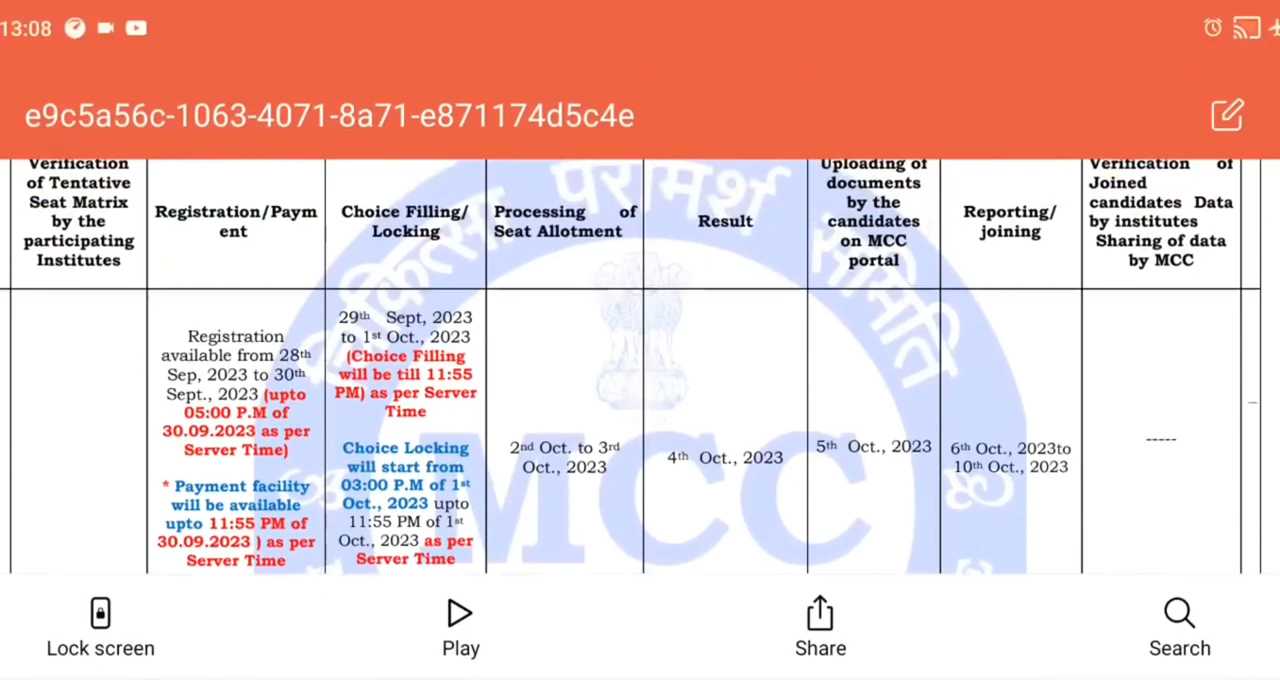 13:08
e9c5a56c-1063-4071-8a71-e871174d5c4e
Verification
of Tentative
Seat Matrix
by the
participating
Institutes
Registration/Paym
ent
Choice Filling/
Locking
Processing of
Seat Allotment
Result
Uploading of
documents
by the
candidates
on MCC
portal
Reporting/
joining
Verification of
Joined
candidates Data
by institutes
Sharing of data
by MCC
Registration
available from 28th
Sep, 2023 to 30th
Sept., 2023 (upto
05:00 P.M of
30.09.2023 as per
Server Time)
* Payment facility
will be available
upto 11:55 PM of
30.09.2023 ) as per
Server Time
29th Sept, 2023
to 1st Oct., 2023
(Choice Filling
will be till 11:55
PM) as per Server
Time
Choice Locking
will start from
03:00 P.M of 1st
Oct., 2023 upto
11:55 PM of 1st
Oct., 2023 as per
Server Time
2nd Oct. to 3rd
Oct., 2023
4th Oct., 2023
5th Oct., 2023
6th Oct., 2023to
10th Oct., 2023
-----
चिकित्सा परामर्श समिति
MCC
Lock screen
Play
Share
Search